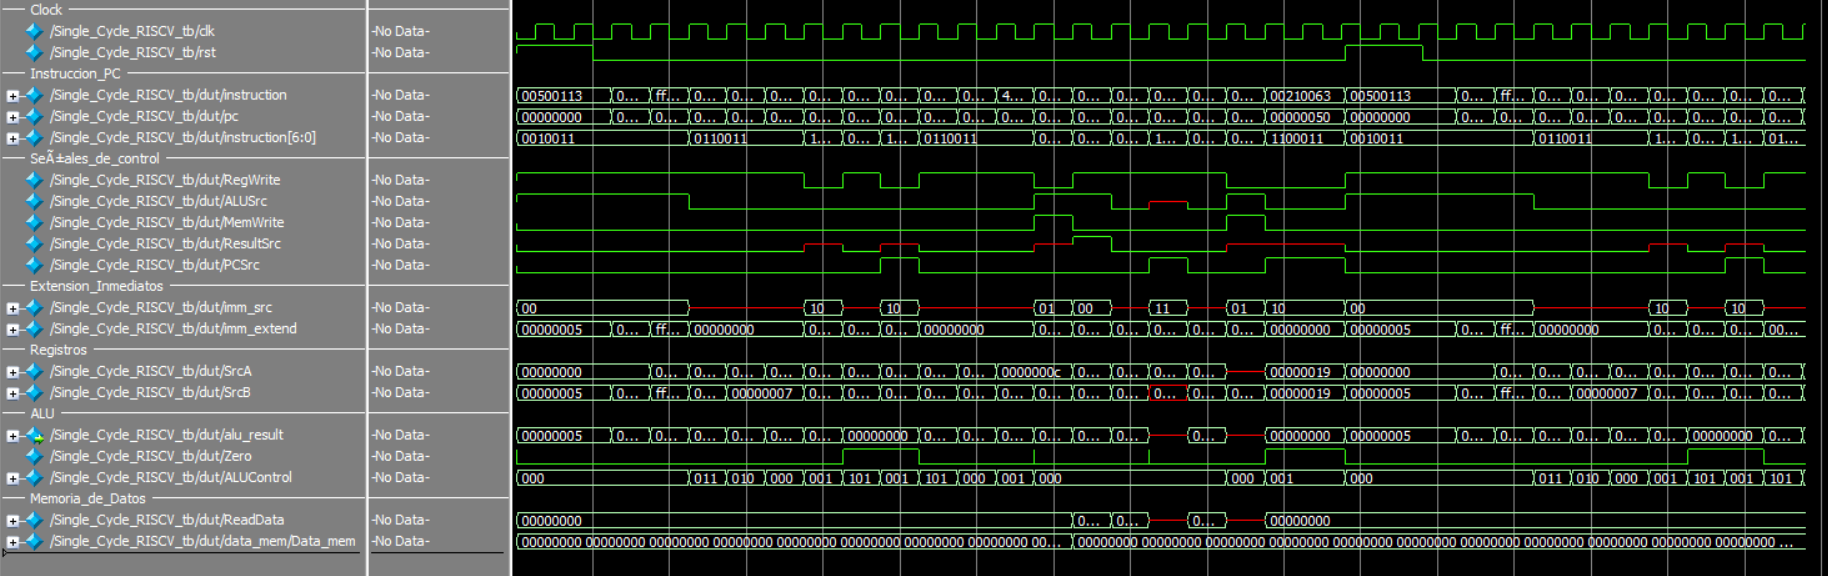 Clock
/Single_Cycle_RISCV_tb/clk -No Data-
/Single_Cycle_RISCV_tb/rst -No Data-
Instruccion_PC
/Single_Cycle_RISCV_tb/dut/instruction -No Data- 00500113 0... ff... 0... 0... 0... 0... 0... 0... 0... 0... 4... 0... 0... 0... 0... 0... 0... 00210063 00500113 0... ff... 0... 0... 0... 0... 0... 0... 0...
/Single_Cycle_RISCV_tb/dut/pc -No Data- 00000000 0... 0... 0... 0... 0... 0... 0... 0... 0... 0... 0... 0... 0... 0... 0... 0... 0... 00000050 00000000 0... 0... 0... 0... 0... 0... 0... 0... 0...
/Single_Cycle_RISCV_tb/dut/instruction[6:0] -No Data- 0010011 0110011 1... 0... 1... 0110011 0... 0... 0... 1... 0... 0... 1100011 0010011 0110011 1... 0... 1... 01...
SeÃ±ales_de_control
/Single_Cycle_RISCV_tb/dut/RegWrite -No Data-
/Single_Cycle_RISCV_tb/dut/ALUSrc -No Data-
/Single_Cycle_RISCV_tb/dut/MemWrite -No Data-
/Single_Cycle_RISCV_tb/dut/ResultSrc -No Data-
/Single_Cycle_RISCV_tb/dut/PCSrc -No Data-
Extension_Inmediatos
/Single_Cycle_RISCV_tb/dut/imm_src -No Data- 00 10 10 01 00 11 01 10 00 10 10
/Single_Cycle_RISCV_tb/dut/imm_extend -No Data- 00000005 0... ff... 00000000 0... 0... 0... 00000000 0... 0... 0... 0... 0... 0... 00000000 00000005 0... ff... 00000000 0... 0... 0... 00...
Registros
/Single_Cycle_RISCV_tb/dut/SrcA -No Data- 00000000 0... 0... 0... 0... 0... 0... 0... 0... 0... 0000000c 0... 0... 0... 0... 00000019 00000000 0... 0... 0... 0... 0... 0... 0... 0...
/Single_Cycle_RISCV_tb/dut/SrcB -No Data- 00000005 0... ff... 0... 00000007 0... 0... 0... 0... 0... 0... 0... 0... 0... 0... 0... 0... 00000019 00000005 0... ff... 0... 00000007 0... 0... 0... 0...
ALU
/Single_Cycle_RISCV_tb/dut/alu_result -No Data- 00000005 0... 0... 0... 0... 0... 0... 00000000 0... 0... 0... 0... 0... 0... 0... 00000000 00000005 0... 0... 0... 0... 0... 0... 00000000 0...
/Single_Cycle_RISCV_tb/dut/Zero -No Data-
/Single_Cycle_RISCV_tb/dut/ALUControl -No Data- 000 011 010 000 001 101 001 101 000 001 000 000 001 000 011 010 000 001 101 001 101
Memoria_de_Datos
/Single_Cycle_RISCV_tb/dut/ReadData -No Data- 00000000 0... 0... 0... 00000000
/Single_Cycle_RISCV_tb/dut/data_mem/Data_mem -No Data- 00000000 00000000 00000000 00000000 00000000 00000000 00000000 00000000 00... 00000000 00000000 00000000 00000000 00000000 00000000 00000000 00000000 00000000 00000000 00000000 ...